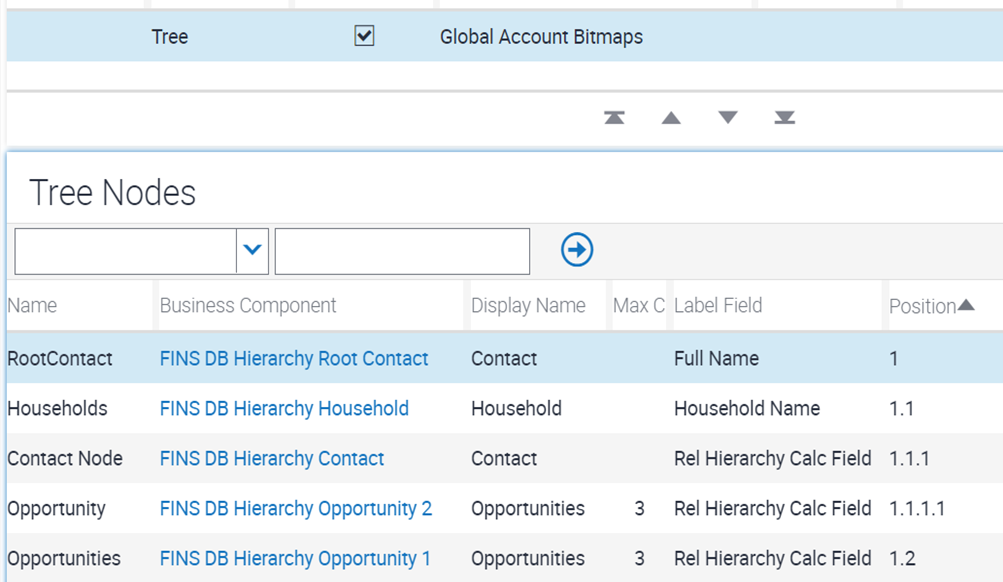 Tree Global Account Bitmaps
Tree Nodes
Name Business Component Display Name Max C Label Field Position
RootContact FINS DB Hierarchy Root Contact Contact Full Name 1
Households FINS DB Hierarchy Household Household Household Name 1.1
Contact Node FINS DB Hierarchy Contact Contact Rel Hierarchy Calc Field 1.1.1
Opportunity FINS DB Hierarchy Opportunity 2 Opportunities 3 Rel Hierarchy Calc Field 1.1.1.1
Opportunities FINS DB Hierarchy Opportunity 1 Opportunities 3 Rel Hierarchy Calc Field 1.2